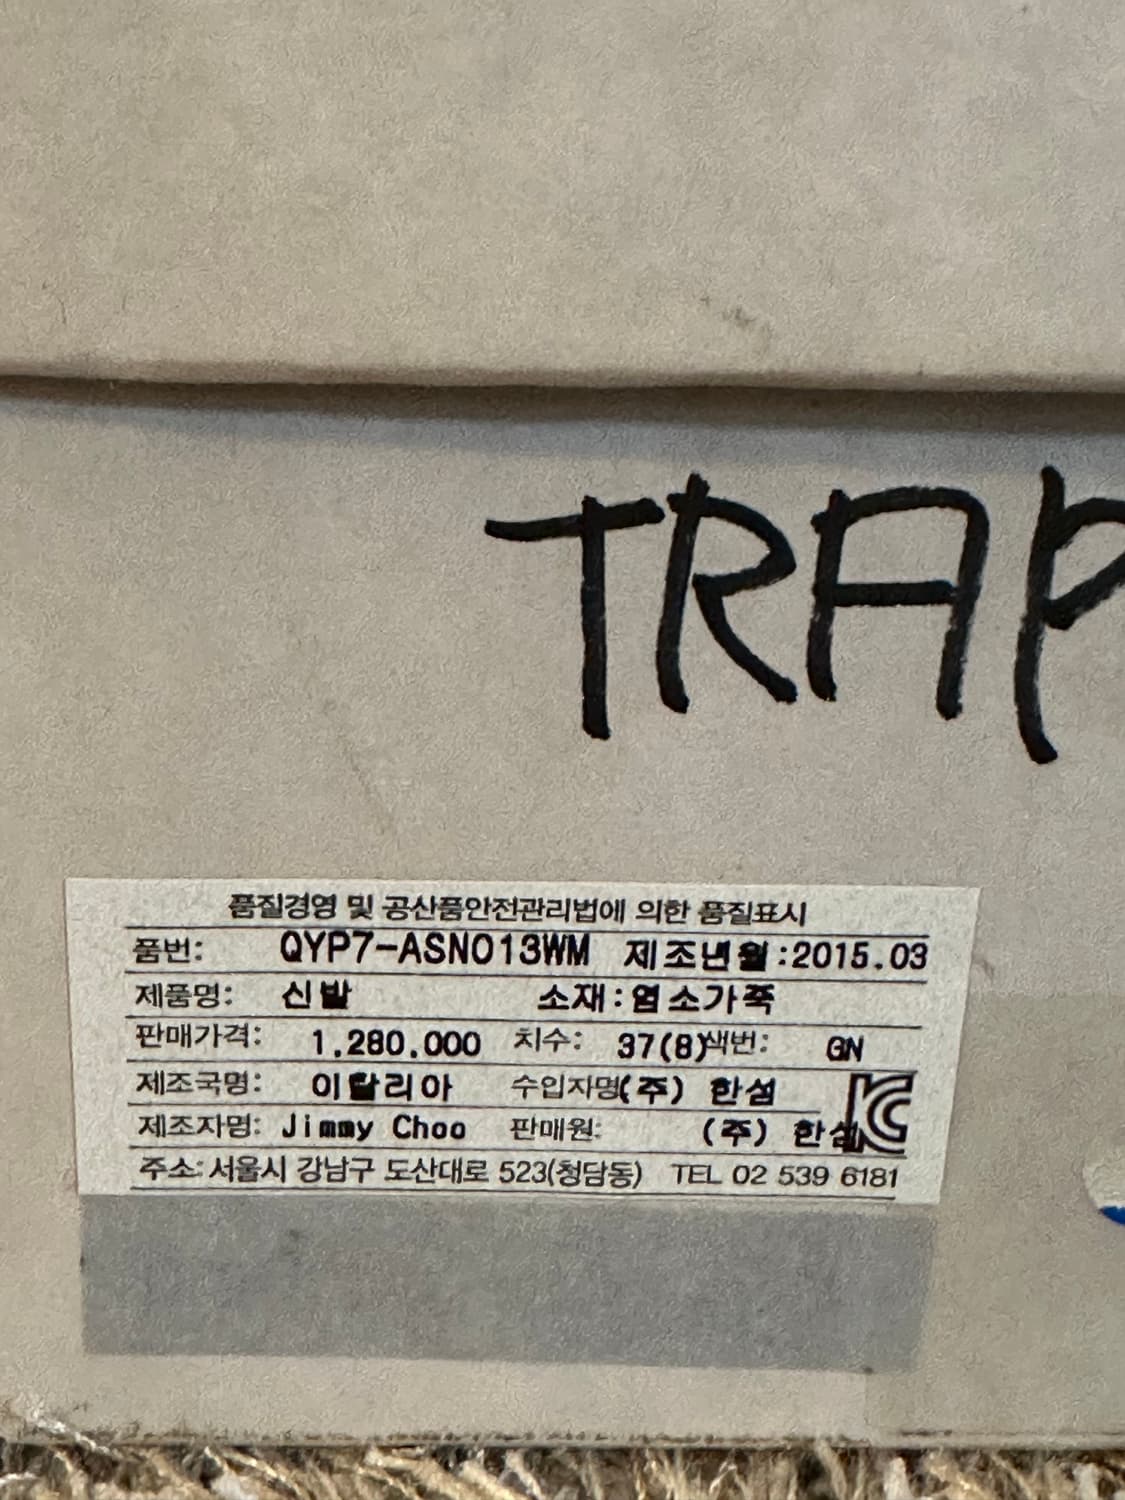 TRAP
품질경영 및 공산품안전관리법에 의한 품질표시
품번: QYP7-ASN013WM 제조년월:2015.03
제품명: 신발 소재:염소가죽
판매가격: 1.280.000 치수: 37(8) 색번: GN
제조국명: 이탈리아 수입자명(주) 한섬
제조자명: Jimmy Choo 판매원: (주) 한섬
KC
주소: 서울시 강남구 도산대로 523(청담동) TEL 02 539 6181